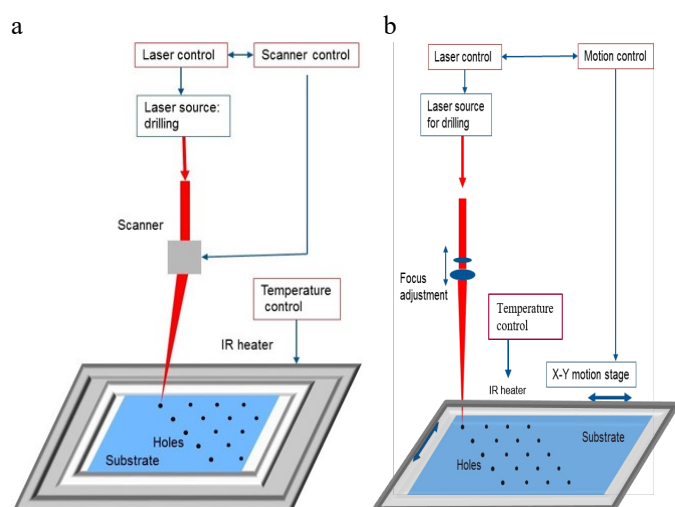 a
Laser control
Scanner control
Laser source:
drilling
Scanner
Temperature
control
IR heater
Holes
Substrate
b
Laser control
Motion control
Laser source
for drilling
Focus
adjustment
Temperature
control
IR heater
X-Y motion stage
Substrate
Holes